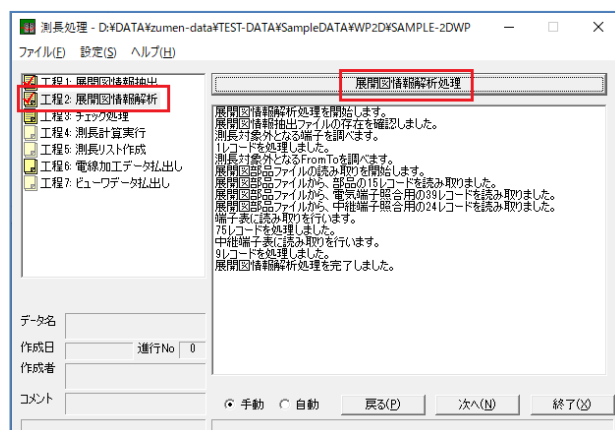 測長処理 - D:¥DATA¥zumen-data¥TEST-DATA¥SampleDATA¥WP2D¥SAMPLE-2DWP
ファイル(F) 設定(S) ヘルプ(H)
工程1: 展開図情報抽出
工程2: 展開図情報解析
工程3: チェック処理
工程4: 測長計算実行
工程5: 測長リスト作成
工程6: 電線加工データ払出し
工程7: ビューワデータ払出し
展開図情報解析処理
展開図情報解析処理を開始します。
展開図情報抽出ファイルの存在を確認しました。
測長対象外となる端子を調べます。
1レコードを処理しました。
測長対象外となるFromToを調べます。
展開図部品ファイルの読み取りを開始します。
展開図部品ファイルから、部品の15レコードを読み取りました。
展開図部品ファイルから、電気端子照合用の39レコードを読み取りました。
展開図部品ファイルから、中継端子照合用の24レコードを読み取りました。
端子表に読み取りを行います。
75レコードを処理しました。
中継端子表に読み取りを行います。
9レコードを処理しました。
展開図情報解析処理を完了しました。
データ名
作成日 進行No 0
作成者
コメント
手動 自動 戻る(P) 次へ(N) 終了(X)